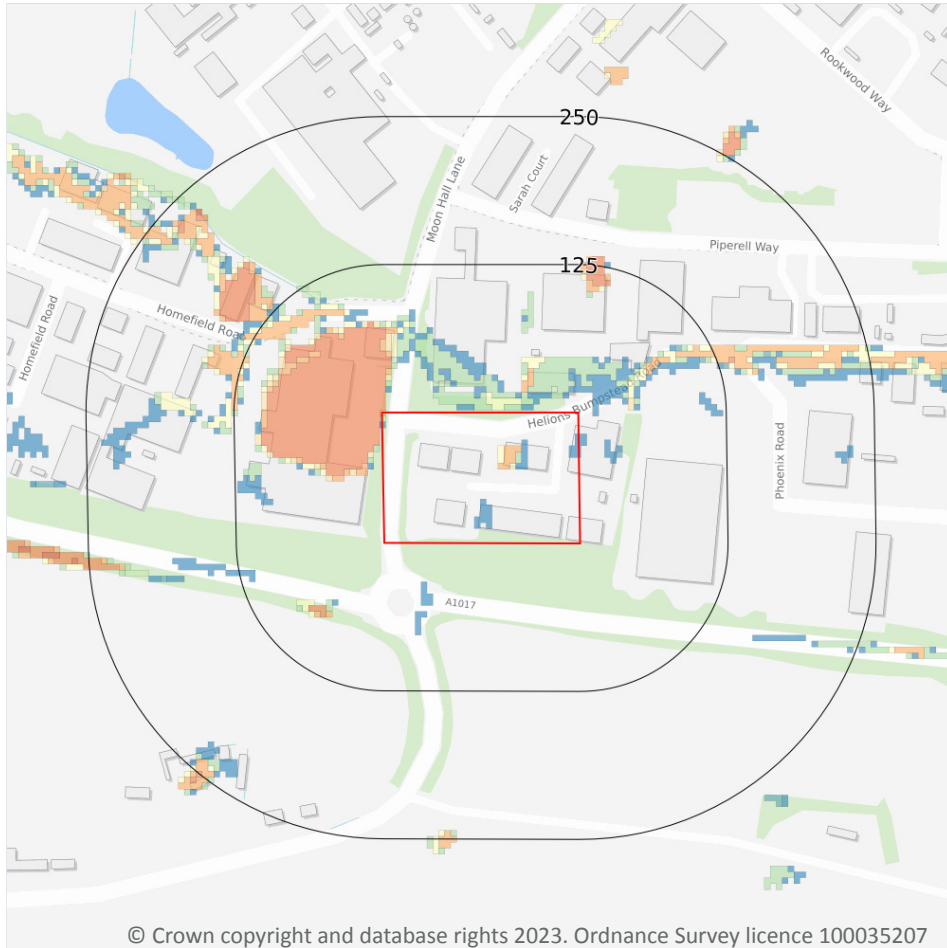 Rookwood Way
250
Sarah Court
Moon Hall Lane
Piperell Way
125
Homefield Road
Homefield Road
Helions Bumpstead Road
Phoenix Road
A1017
© Crown copyright and database rights 2023. Ordnance Survey licence 100035207